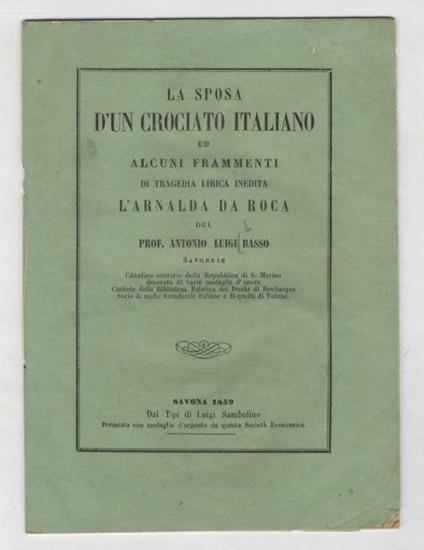 LA SPOSA
D'UN CROCIATO ITALIANO
ED
ALCUNI FRAMMENTI
DI TRAGEDIA LIRICA INEDITA
L'ARNALDA DA ROCA
DEL
PROF. ANTONIO LUIGI BASSO
SAVONESE
Cittadino onorario della Repubblica di S. Marino
decorato di varie medaglie d'onore
Custode della Biblioteca Palatina dei Duchi di Bevilacqua
Socio di molte Accademie italiane e di quella di Tolone.
SAVONA 1859
Dai Tipi di Luigi Sambolino
Premiato con medaglia d'argento da questa Società Economica.